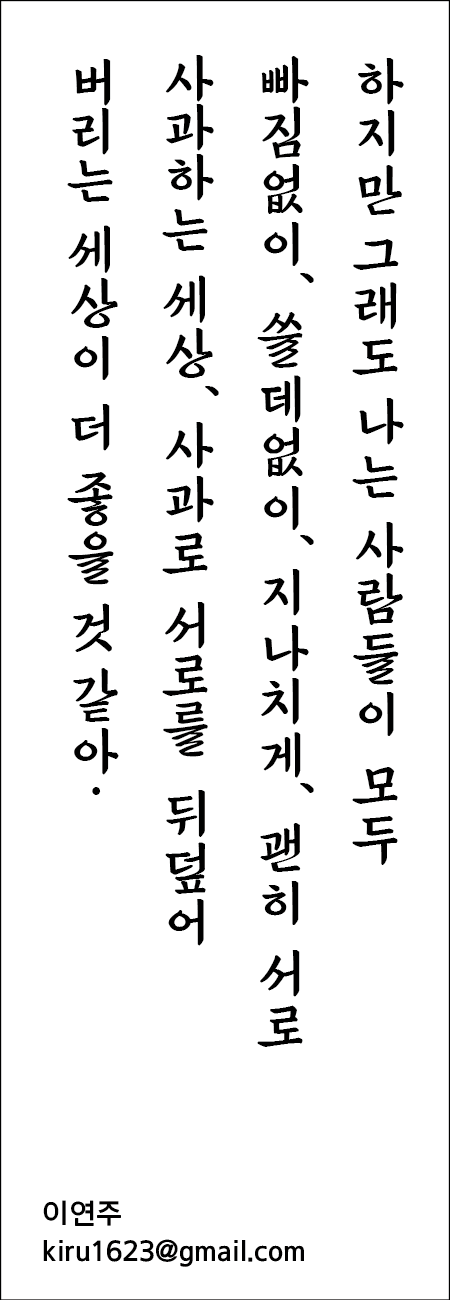 하지만 그래도 나는 사람들이 모두
빠짐없이, 쓸데없이, 지나치게, 괜히 서로
사과하는 세상, 사과로 서로를 뒤덮어
버리는 세상이 더 좋을 것 같아.
이연주
kiru1623@gmail.com